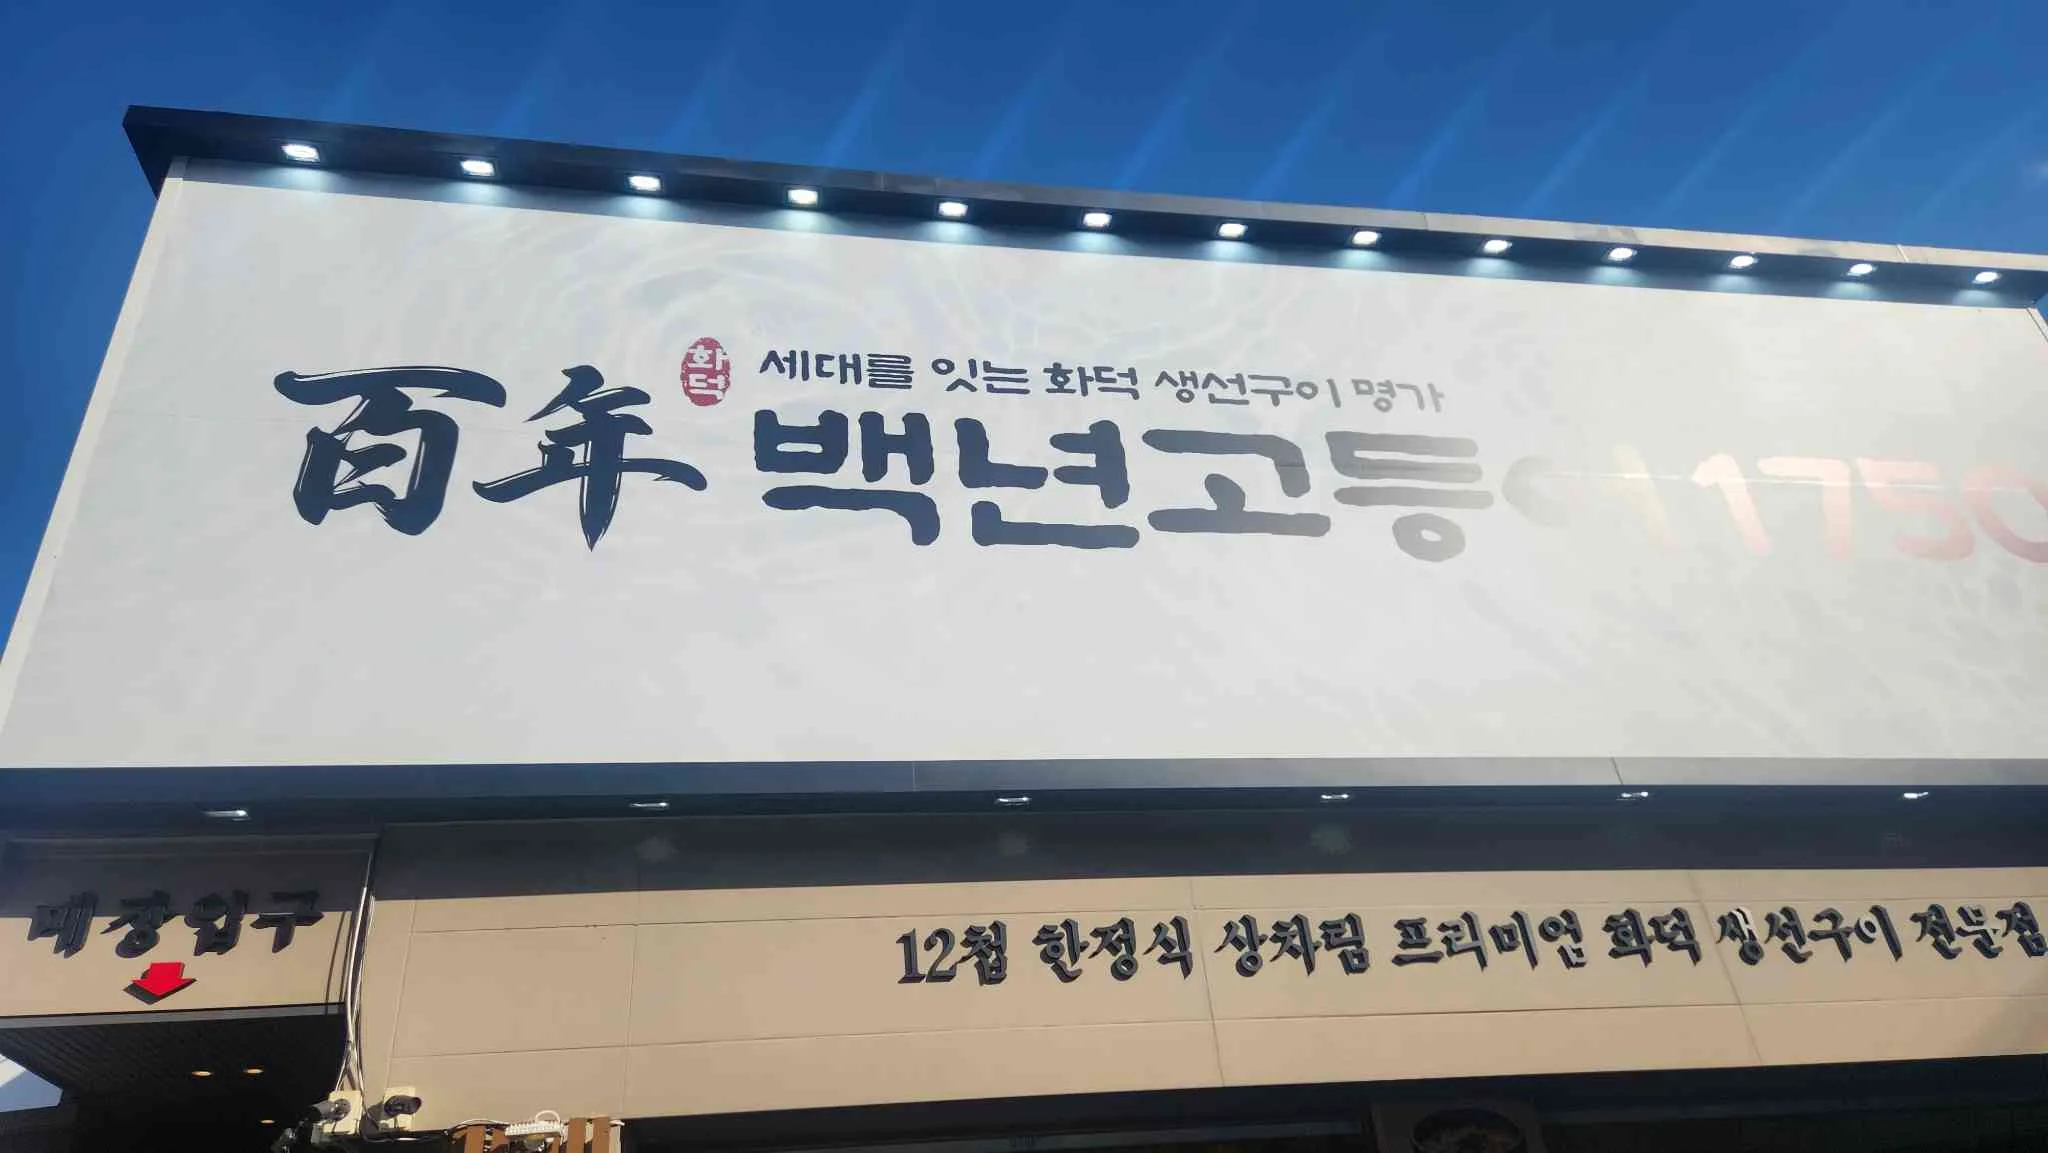 百年
화덕
세대를 잇는 화덕 생선구이 명가
백년고등어 1750
매장입구
12첩 한정식 상차림 프리미엄 화덕 생선구이 전문점